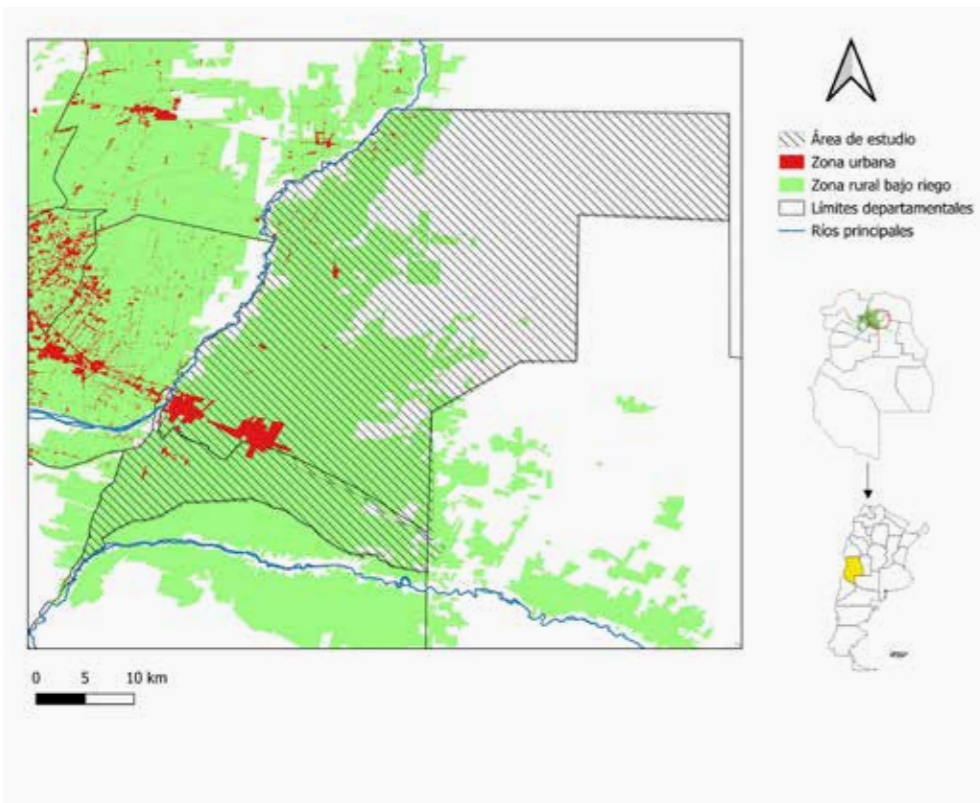 Área de estudio
Zona urbana
Zona rural bajo riego
Límites departamentales
Ríos principales
0 5 10 km